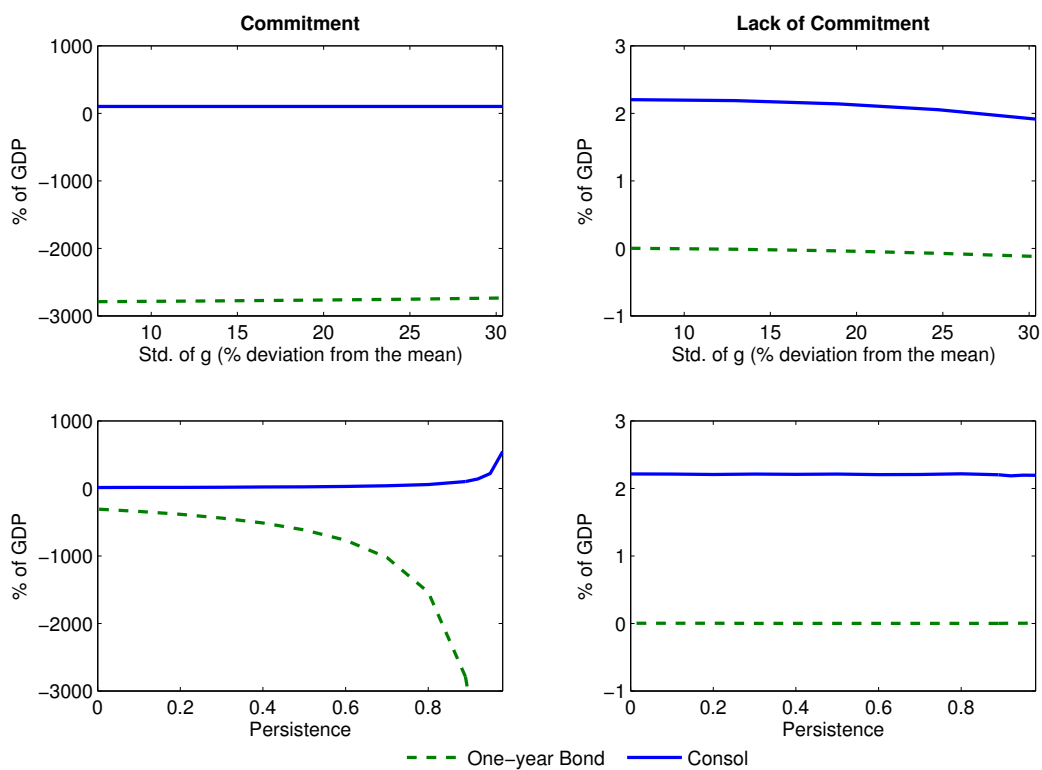 Commitment
1000
0
−1000
−2000
−3000
% of GDP
10 15 20 25 30
Std. of g (% deviation from the mean)
Lack of Commitment
3
2
1
0
−1
% of GDP
10 15 20 25 30
Std. of g (% deviation from the mean)
1000
0
−1000
−2000
−3000
% of GDP
0 0.2 0.4 0.6 0.8
Persistence
3
2
1
0
−1
% of GDP
0 0.2 0.4 0.6 0.8
Persistence
One−year Bond Consol